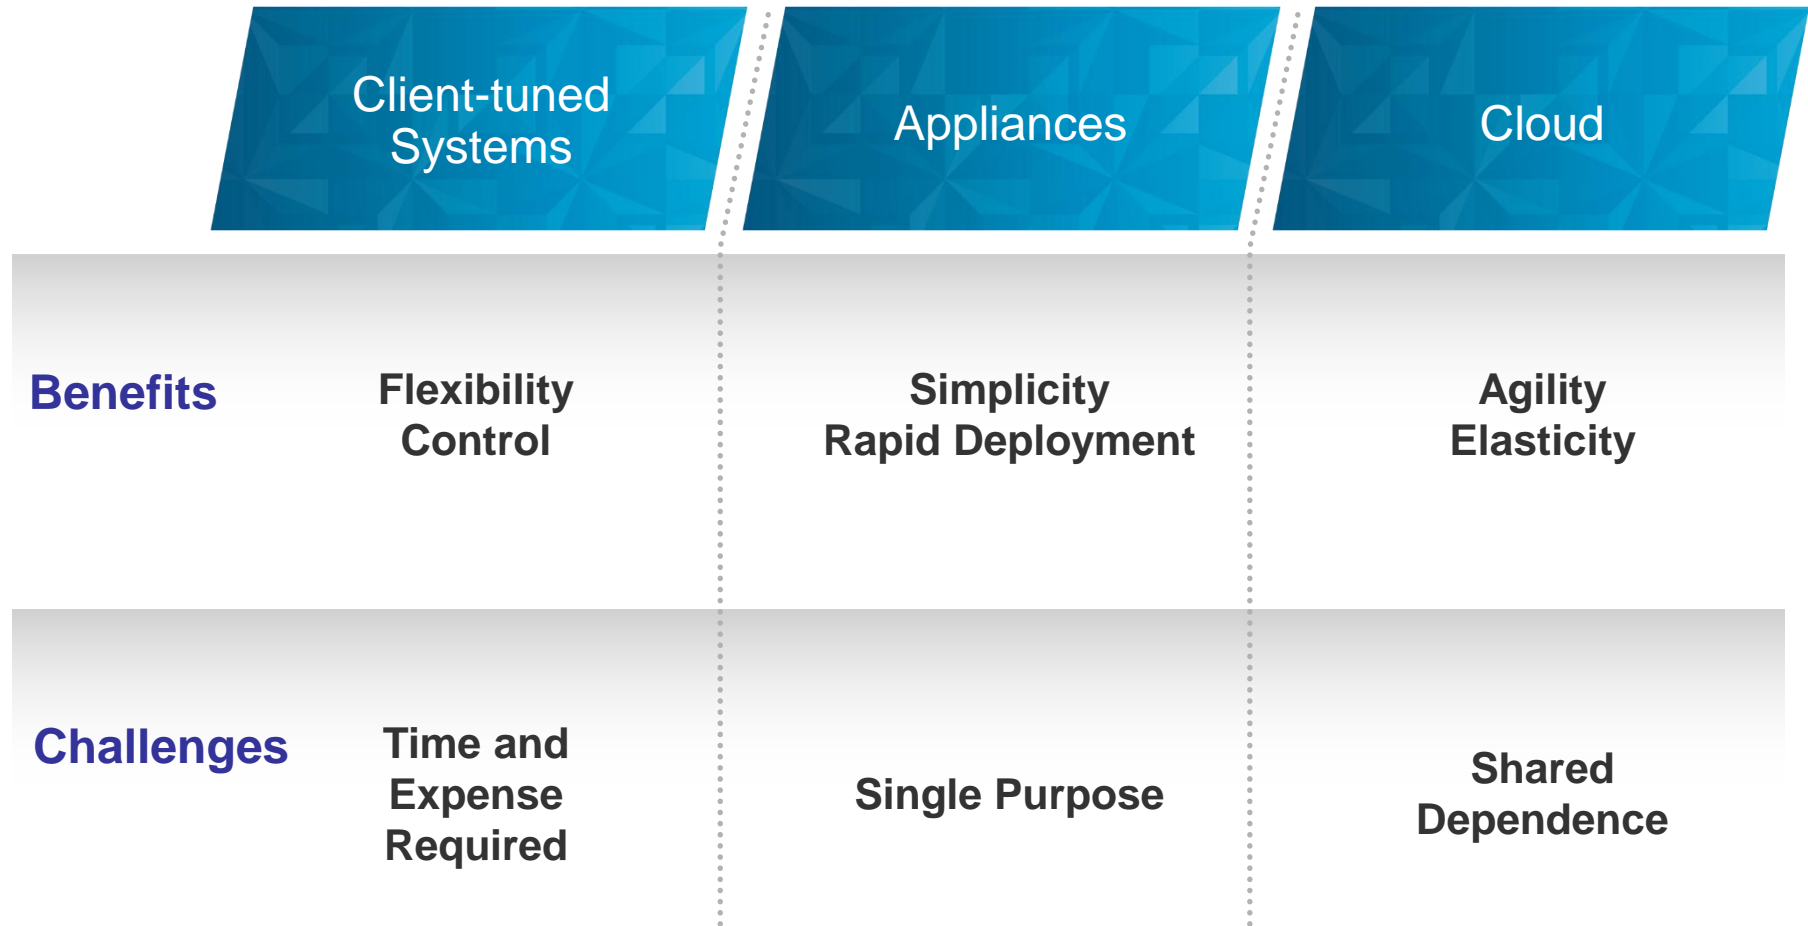 Client-tuned
Systems
Appliances
Cloud
Benefits
Flexibility
Control
Simplicity
Rapid Deployment
Agility
Elasticity
Challenges
Time and
Expense
Required
Single Purpose
Shared
Dependence